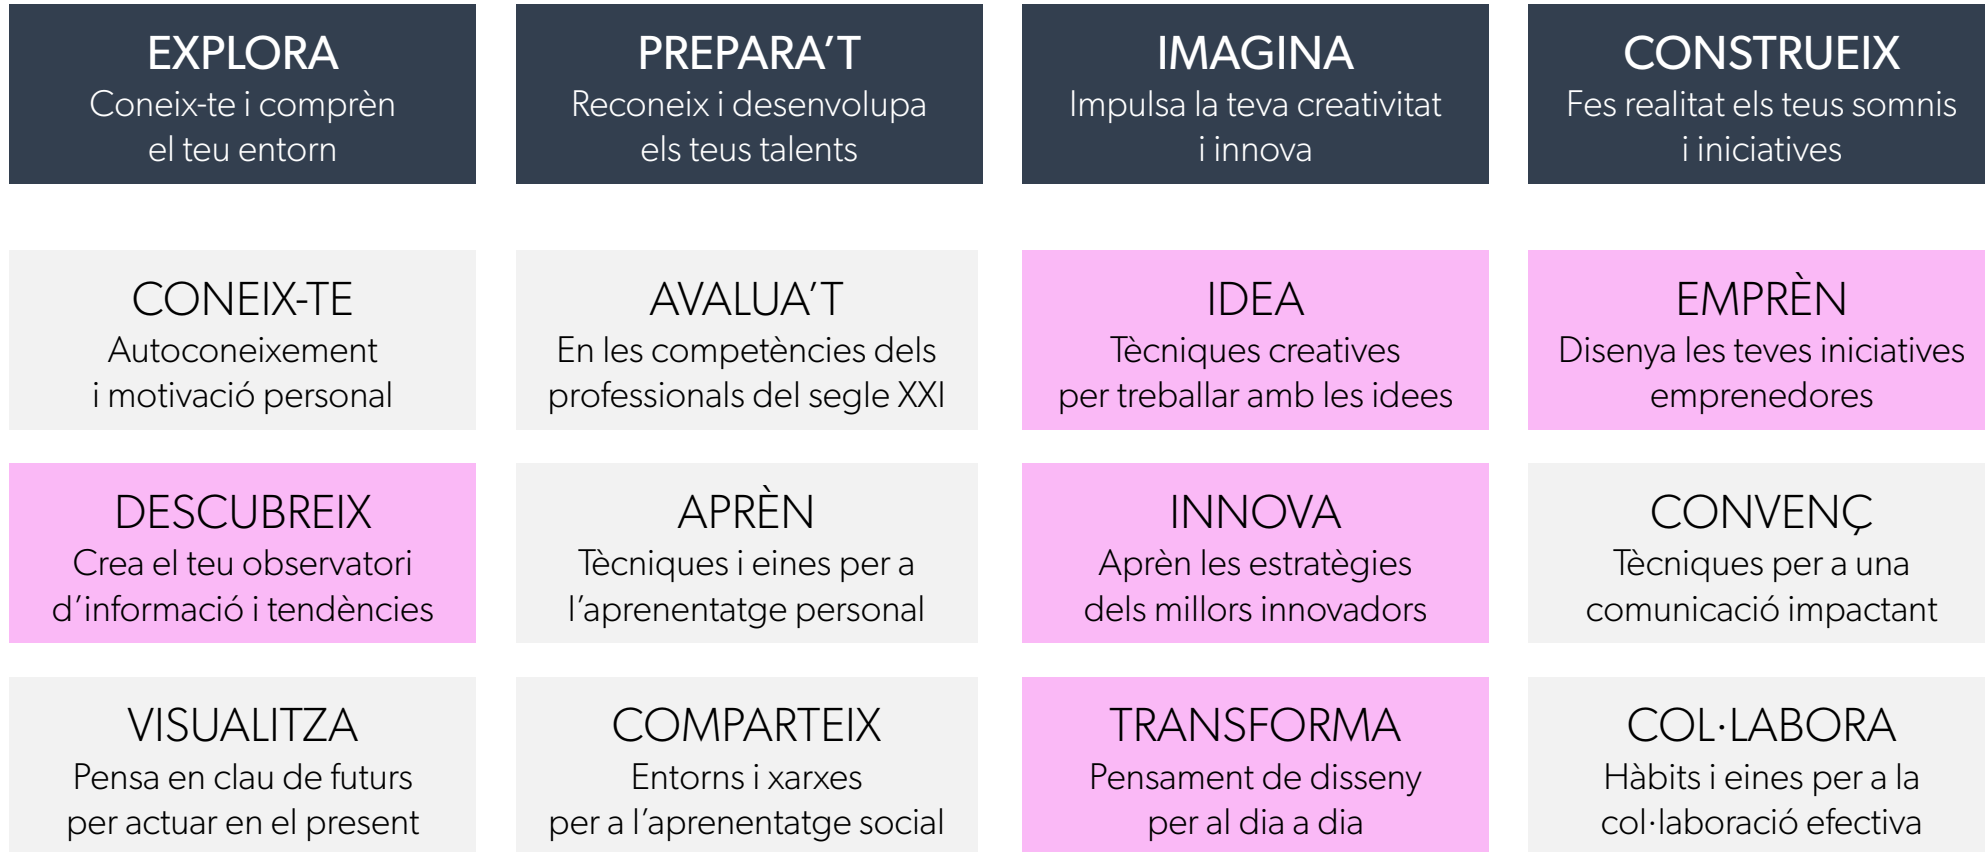 EXPLORA
Coneix-te i comprèn
el teu entorn
PREPARA’T
Reconeix i desenvolupa
els teus talents
IMAGINA
Impulsa la teva creativitat
i innova
CONSTRUEIX
Fes realitat els teus somnis
i iniciatives
CONEIX-TE
Autoconeixement
i motivació personal
AVALUA’T
En les competències dels
professionals del segle XXI
IDEA
Tècniques creatives
per treballar amb les idees
EMPRÈN
Disenya les teves iniciatives
emprenedores
DESCUBREIX
Crea el teu observatori
d’informació i tendències
APRÈN
Tècniques i eines per a
l’aprenentatge personal
INNOVA
Aprèn les estratègies
dels millors innovadors
CONVENÇ
Tècniques per a una
comunicació impactant
VISUALITZA
Pensa en clau de futurs
per actuar en el present
COMPARTEIX
Entorns i xarxes
per a l’aprenentatge social
TRANSFORMA
Pensament de disseny
per al dia a dia
COL·LABORA
Hàbits i eines per a la
col·laboració efectiva